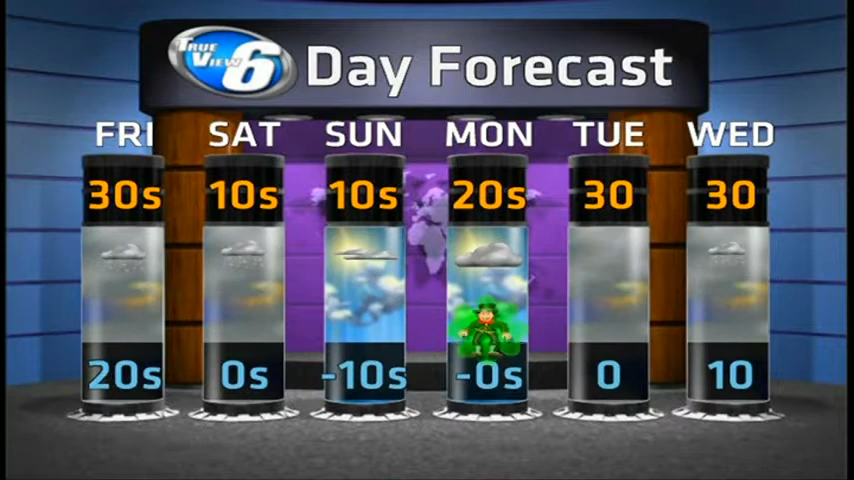 TRUE VIEW 6 Day Forecast
FRI SAT SUN MON TUE WED
30s 10s 10s 20s 30 30
20s 0s -10s -0s 0 10